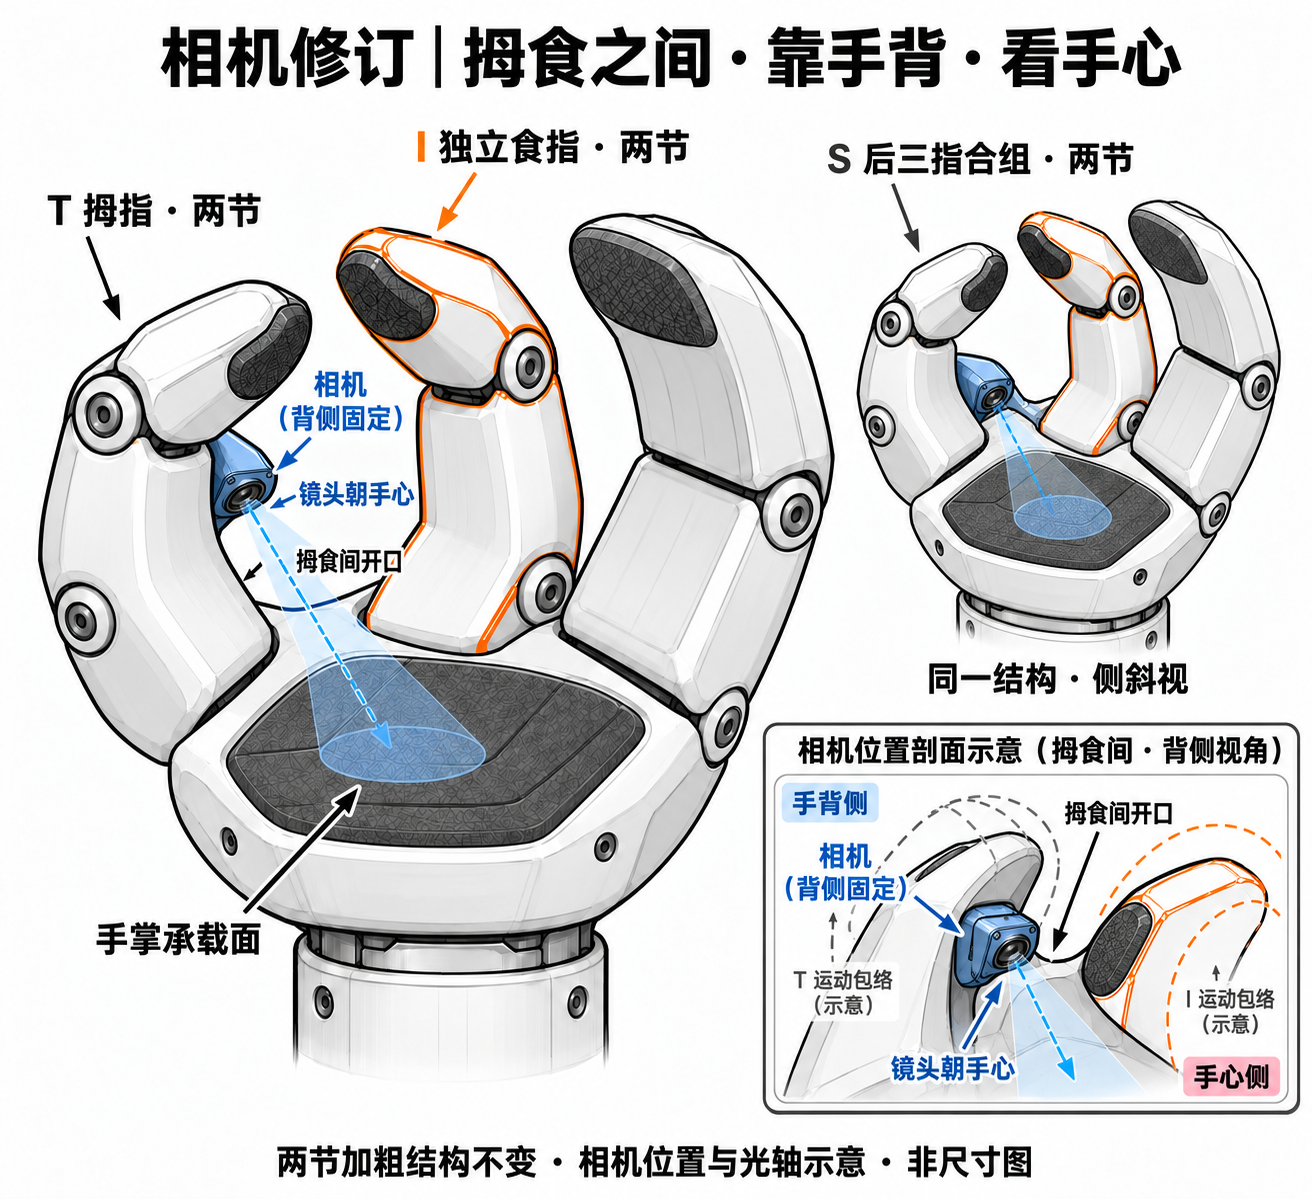 相机修订｜拇食之间·靠手背·看手心
I 独立食指·两节
S 后三指合组·两节
T 拇指·两节
相机
（背侧固定）
镜头朝手心
拇食间开口
手掌承载面
同一结构·侧斜视
相机位置剖面示意（拇食间·背侧视角）
手背侧
拇食间开口
相机
（背侧固定）
T 运动包络
（示意）
I 运动包络
（示意）
镜头朝手心
手心侧
两节加粗结构不变·相机位置与光轴示意·非尺寸图